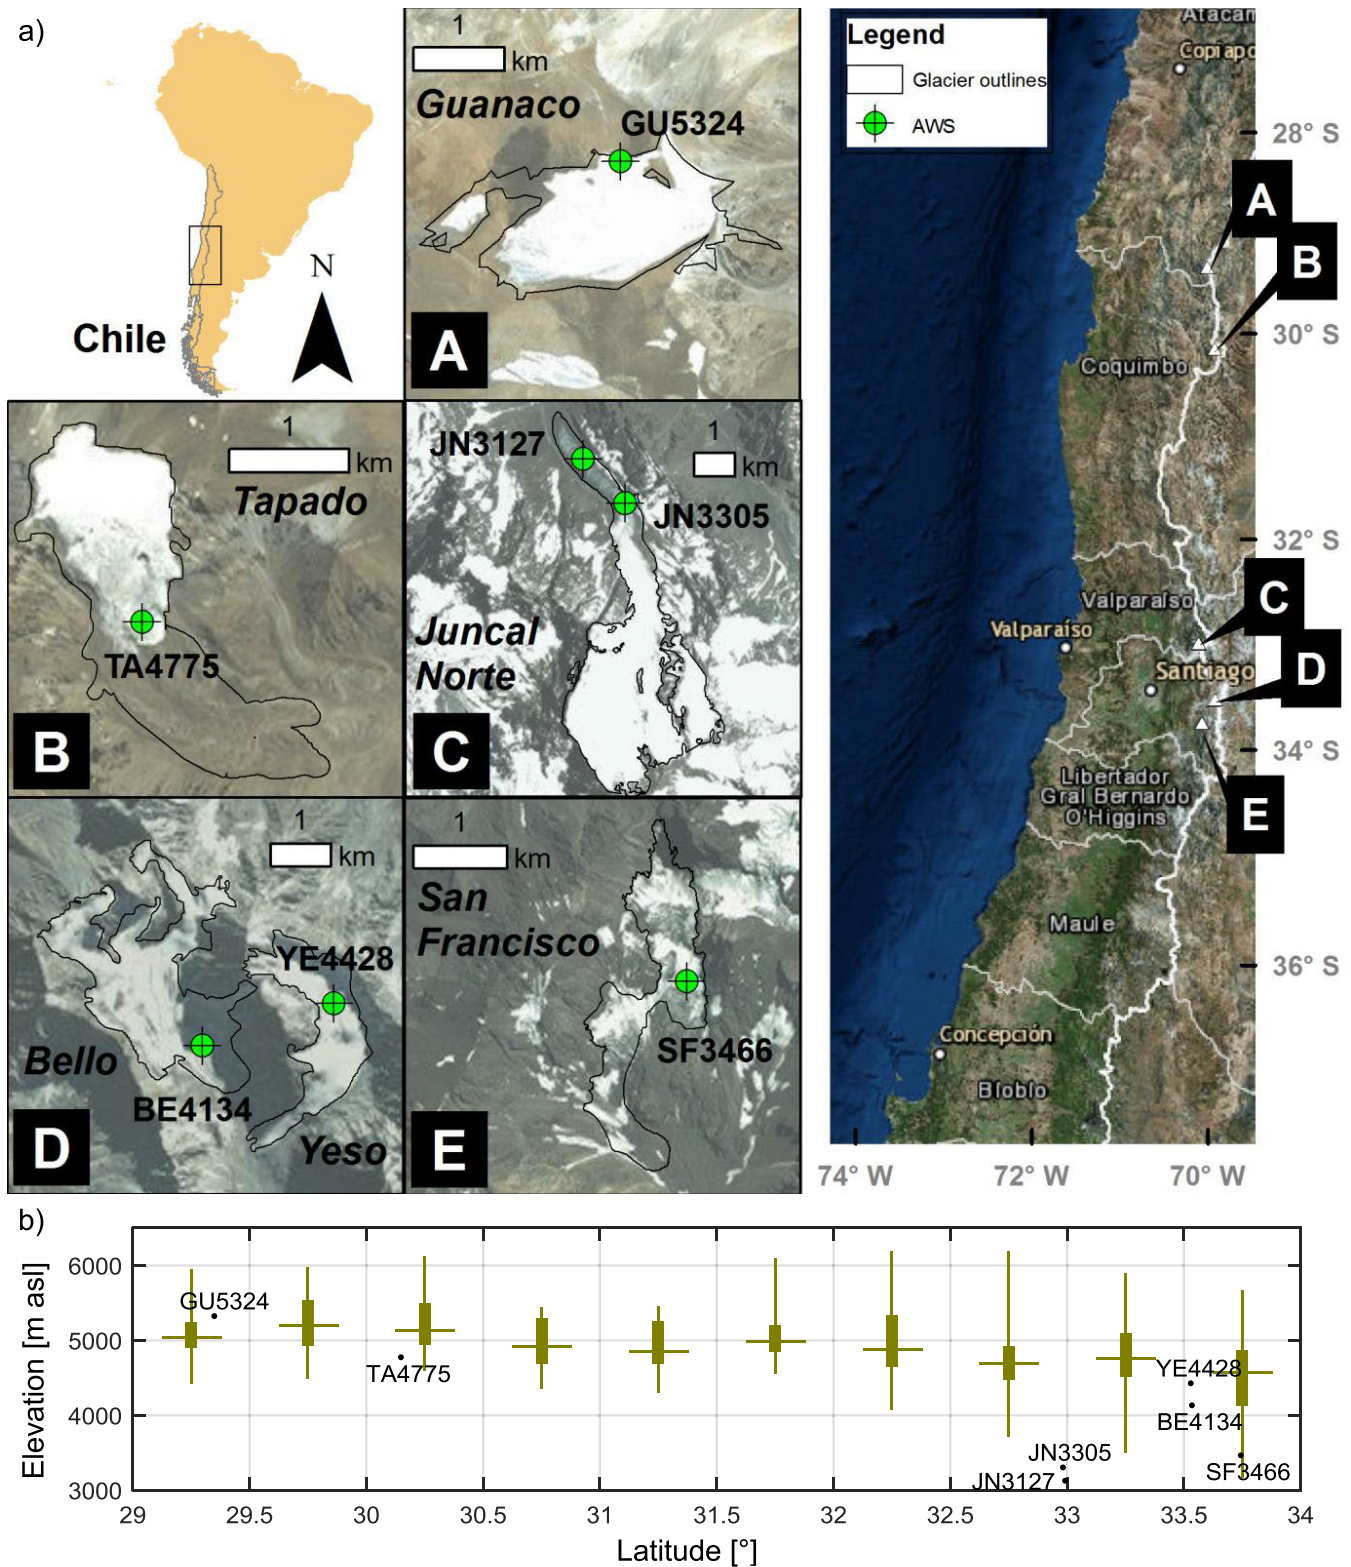 a)
Chile
N
1
km
Guanaco
GU5324
A
1
km
Tapado
TA4775
B
JN3127
1
km
JN3305
Juncal
Norte
C
1
km
YE4428
Bello
BE4134
Yeso
D
1
km
San
Francisco
SF3466
E
Legend
Glacier outlines
AWS
Atacam
Copiapo
28° S
A
B
30° S
Coquimbo
32° S
C
Valparaíso
Valparaíso
D
Santiago
34° S
Libertador
Gral Bernardo
O'Higgins
E
Maule
36° S
Concepción
Bíobío
74° W
72° W
70° W
b)
Elevation [m asl]
6000
5000
4000
3000
GU5324
TA4775
YE4428
BE4134
JN3305
JN3127
SF3466
29
29.5
30
30.5
31
31.5
32
32.5
33
33.5
34
Latitude [°]